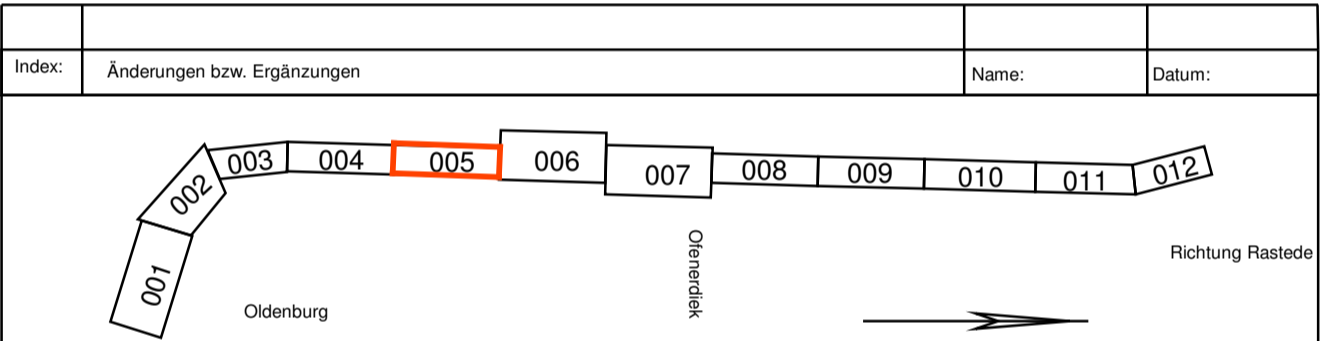 Index:
Änderungen bzw. Ergänzungen
Name:
Datum:
001
002
003
004
005
006
007
008
009
010
011
012
Oldenburg
Ofenerdiek
Richtung Rastede